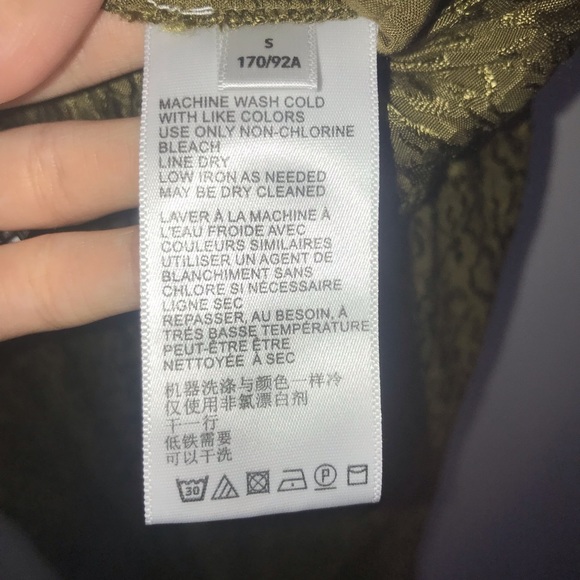 S
170/92A
MACHINE WASH COLD
WITH LIKE COLORS
USE ONLY NON-CHLORINE
BLEACH
LINE DRY
LOW IRON AS NEEDED
MAY BE DRY CLEANED
LAVER À LA MACHINE À
L'EAU FROIDE AVEC
COULEURS SIMILAIRES
UTILISER UN AGENT DE
BLANCHIMENT SANS
CHLORE SI NÉCESSAIRE
LIGNE SEC
REPASSER, AU BESOIN, À
TRÈS BASSE TEMPÉRATURE
PEUT-ÊTRE ÊTRE
NETTOYÉE À SEC
机器洗涤与颜色一样冷
仅使用非氯漂白剂
干一行
低铁需要
可以干洗
30 P